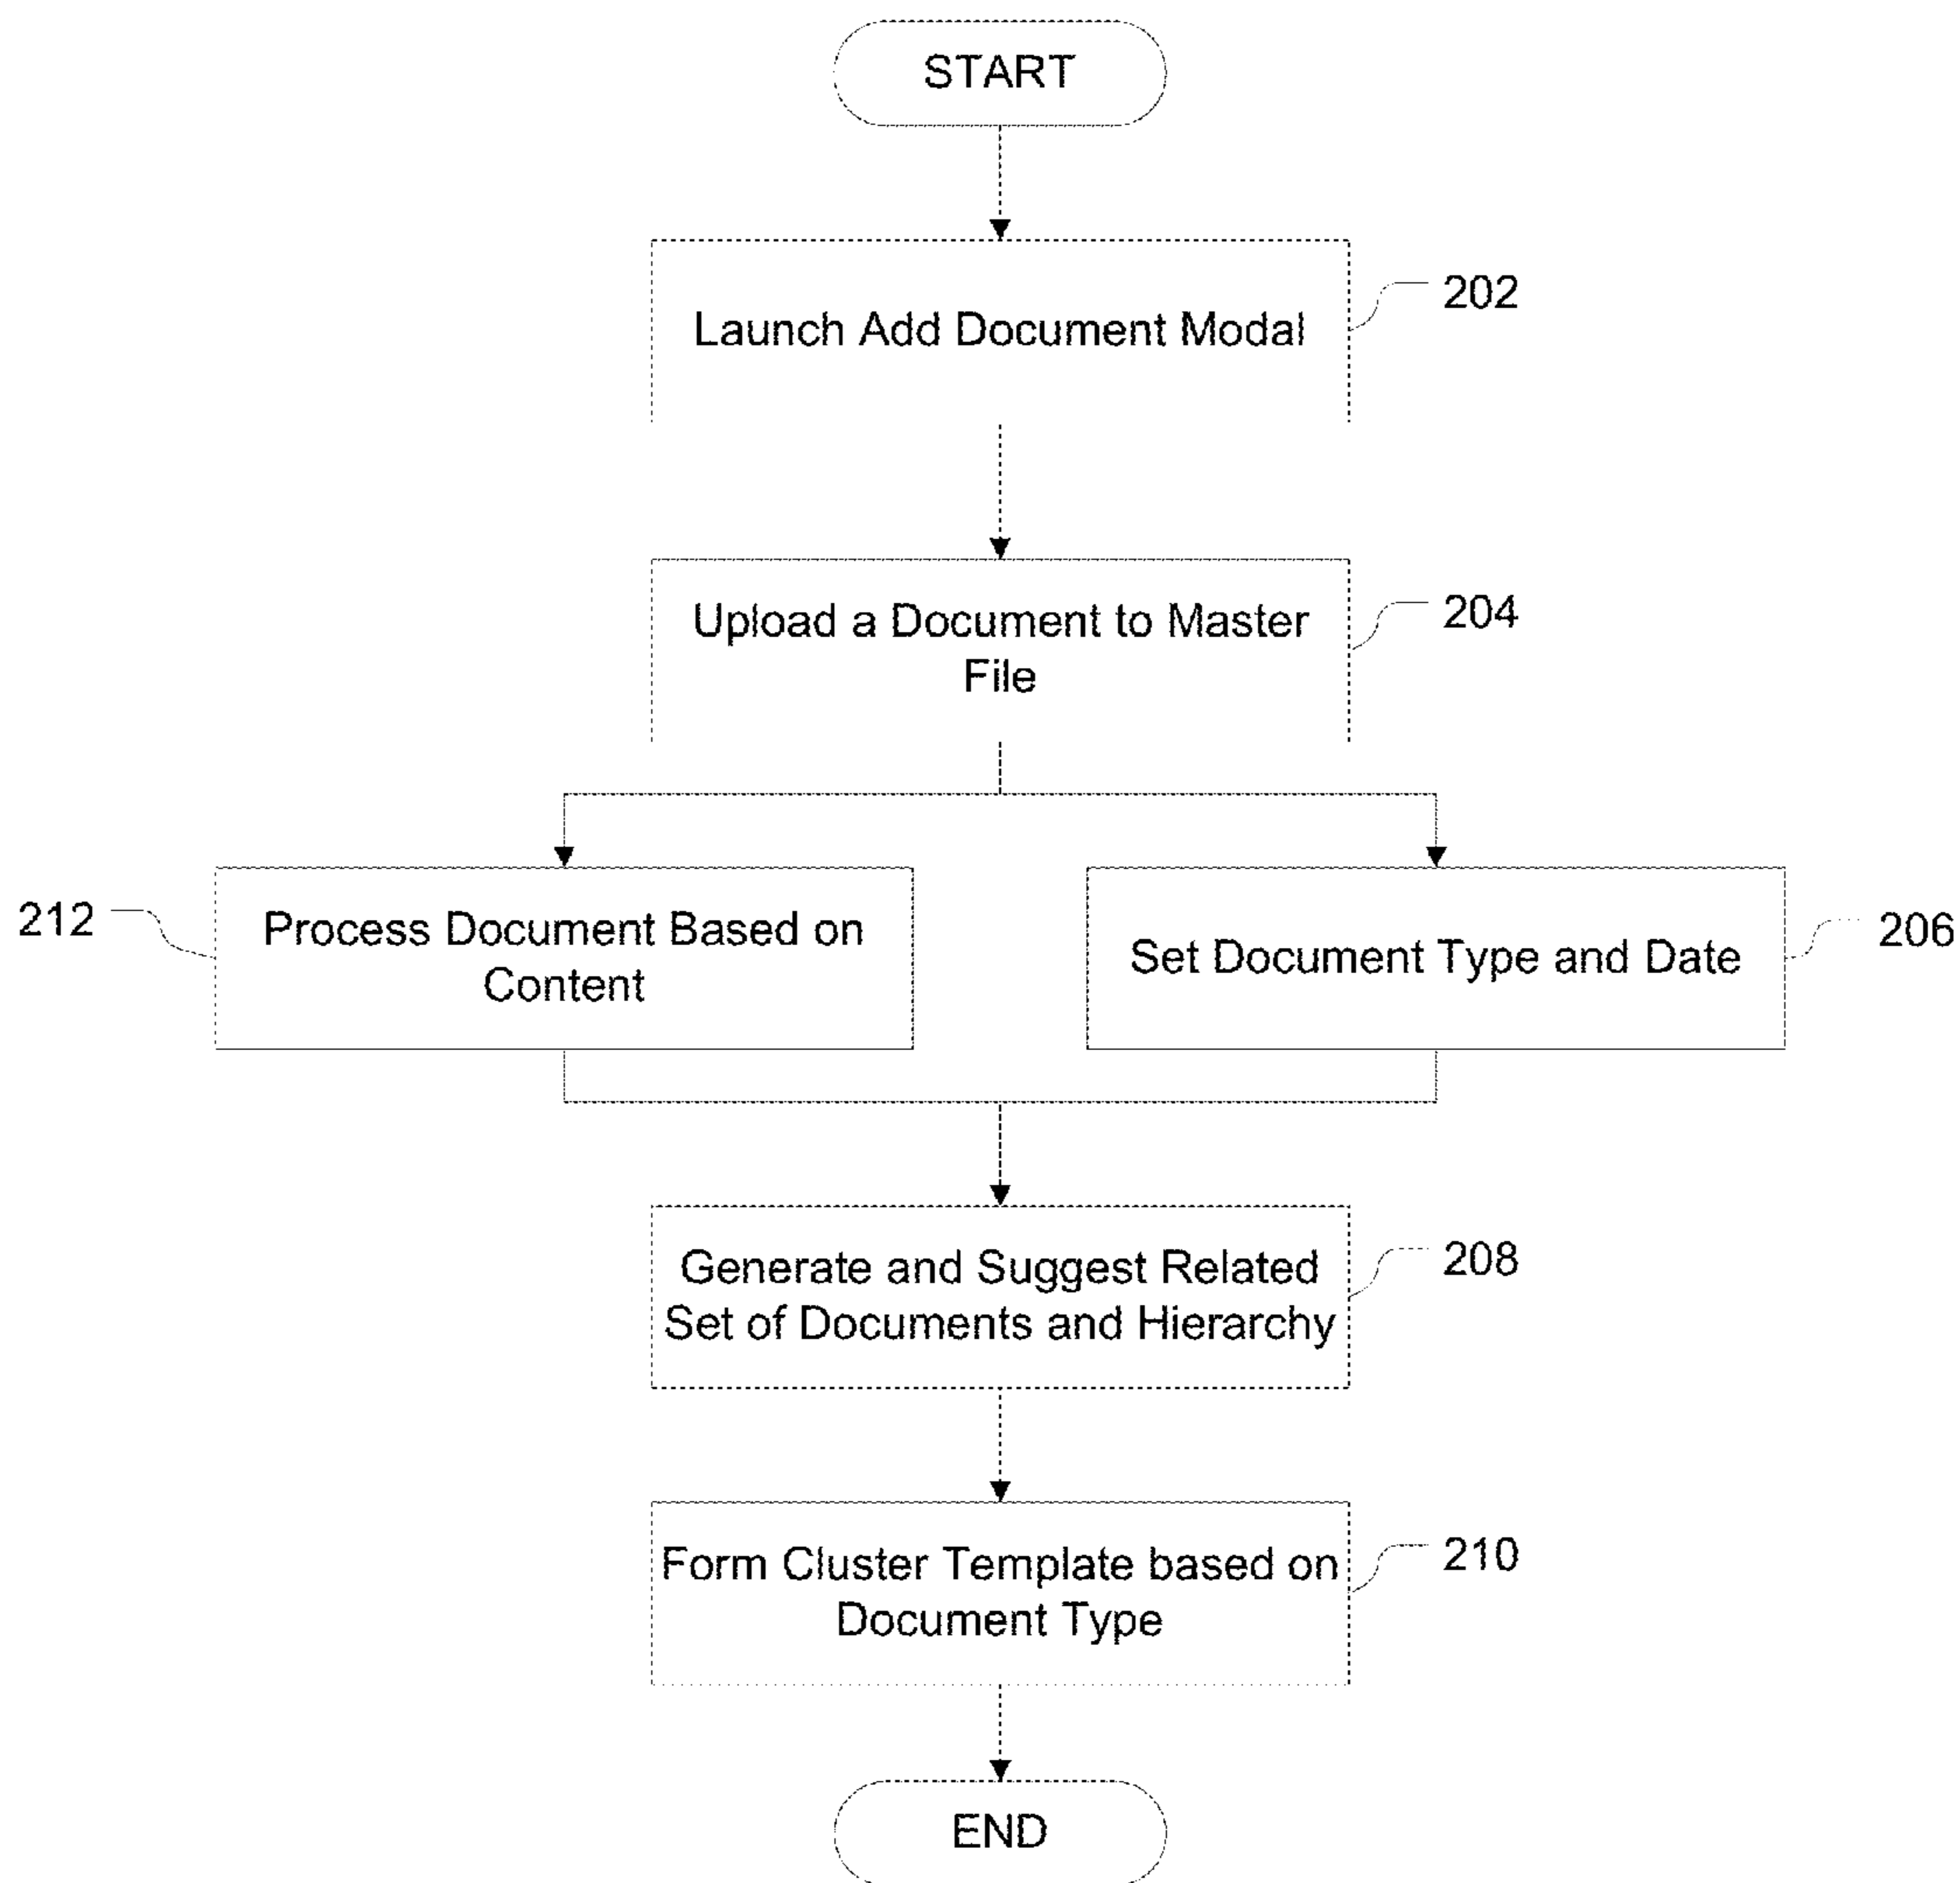 START
Launch Add Document Modal
202
Upload a Document to Master
File
204
212
Process Document Based on
Content
Set Document Type and Date
206
Generate and Suggest Related
Set of Documents and Hierarchy
208
Form Cluster Template based on
Document Type
210
END